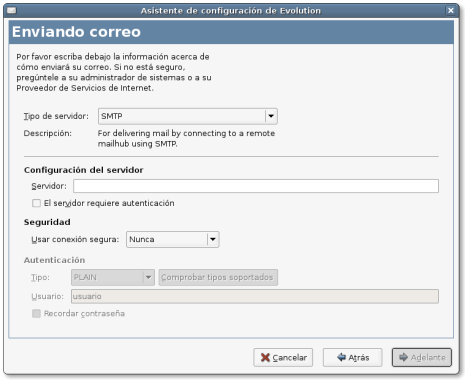 Asistente de configuración de Evolution
Enviando correo
Por favor escriba debajo la información acerca de
cómo enviará su correo. Si no está seguro,
pregúntele a su administrador de sistemas o a su
Proveedor de Servicios de Internet.
Tipo de servidor: SMTP
Descripción: For delivering mail by connecting to a remote
mailhub using SMTP.
Configuración del servidor
Servidor:
El servidor requiere autenticación
Seguridad
Usar conexión segura: Nunca
Autenticación
Tipo: PLAIN Comprobar tipos soportados
Usuario: usuario
Recordar contraseña
Cancelar Atrás Adelante